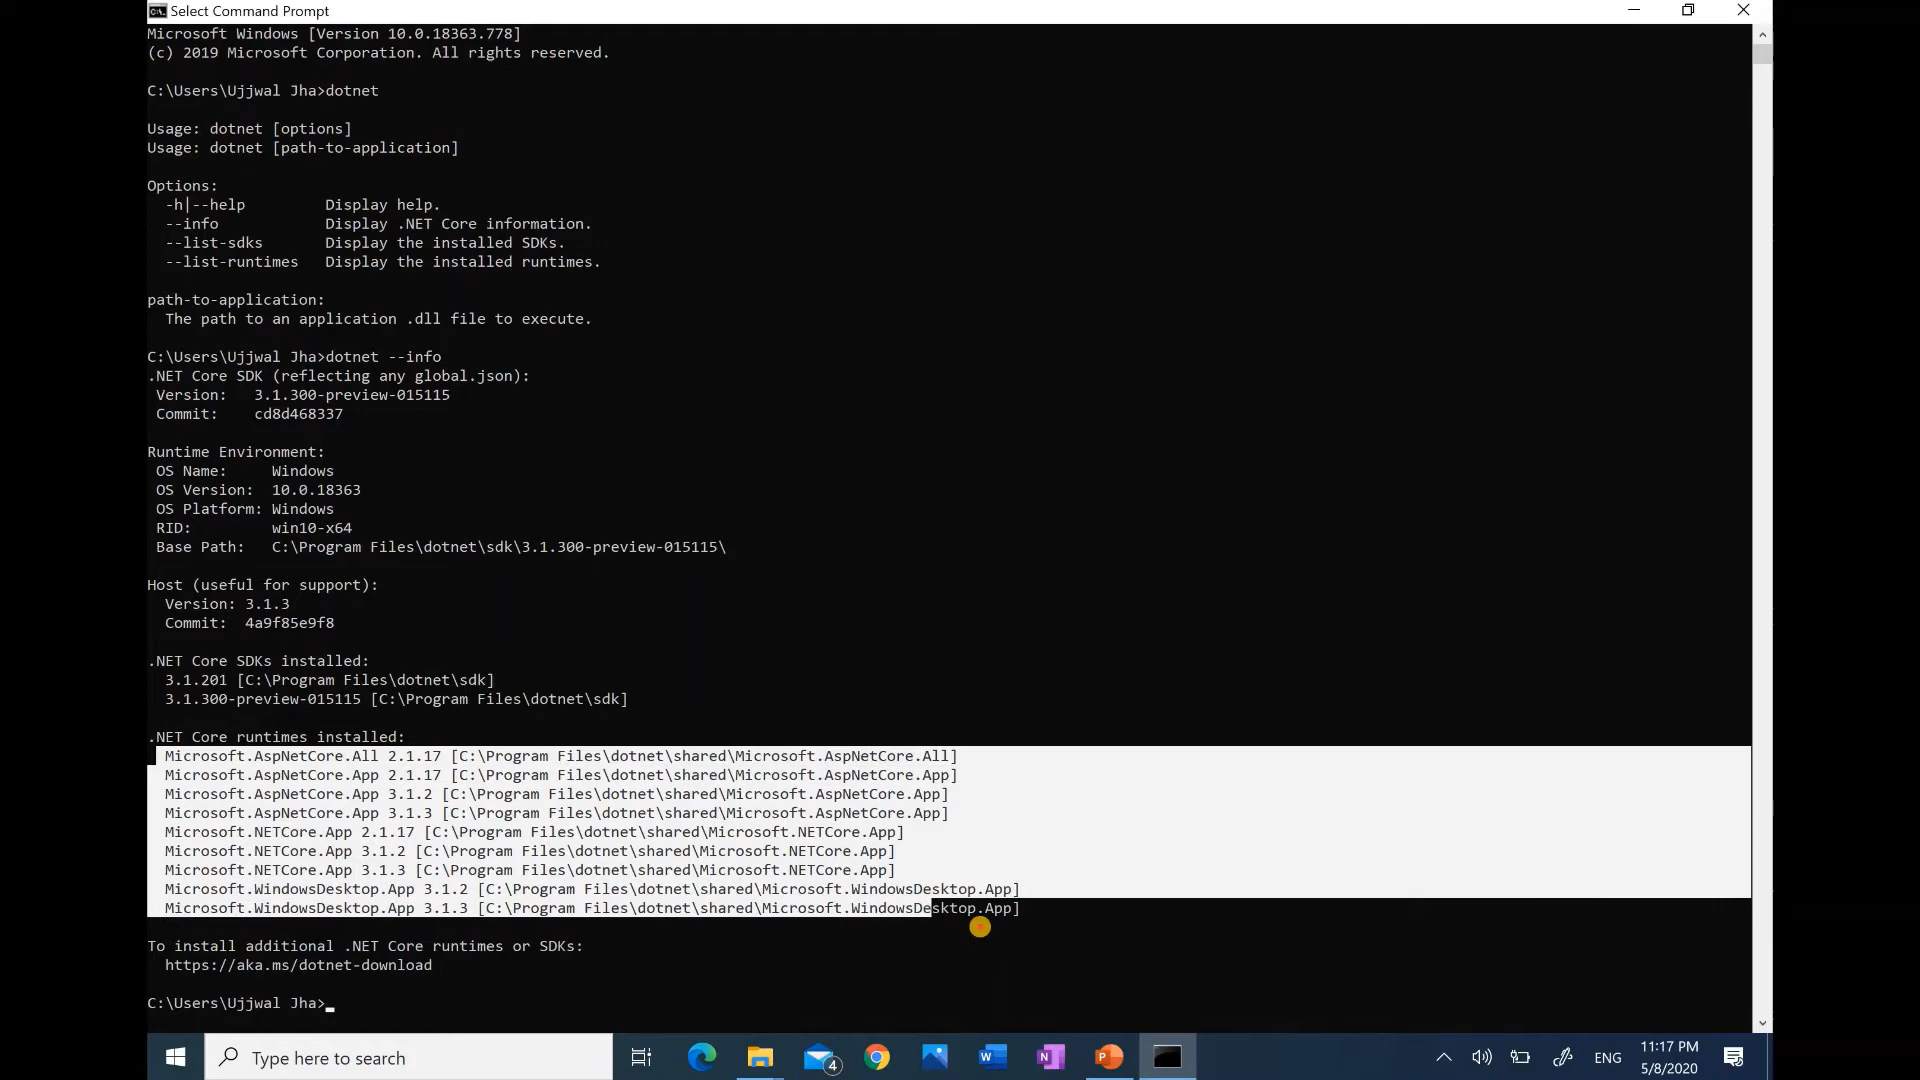 Select Command Prompt
Microsoft Windows [Version 10.0.18363.778]
(c) 2019 Microsoft Corporation. All rights reserved.
C:\Users\Ujjwal Jha>dotnet
Usage: dotnet [options]
Usage: dotnet [path-to-application]
Options:
-h|--help Display help.
--info Display .NET Core information.
--list-sdks Display the installed SDKs.
--list-runtimes Display the installed runtimes.
path-to-application:
The path to an application .dll file to execute.
C:\Users\Ujjwal Jha>dotnet --info
.NET Core SDK (reflecting any global.json):
Version: 3.1.300-preview-015115
Commit: cd8d468337
Runtime Environment:
OS Name: Windows
OS Version: 10.0.18363
OS Platform: Windows
RID: win10-x64
Base Path: C:\Program Files\dotnet\sdk\3.1.300-preview-015115\
Host (useful for support):
Version: 3.1.3
Commit: 4a9f85e9f8
.NET Core SDKs installed:
3.1.201 [C:\Program Files\dotnet\sdk]
3.1.300-preview-015115 [C:\Program Files\dotnet\sdk]
.NET Core runtimes installed:
Microsoft.AspNetCore.All 2.1.17 [C:\Program Files\dotnet\shared\Microsoft.AspNetCore.All]
Microsoft.AspNetCore.App 2.1.17 [C:\Program Files\dotnet\shared\Microsoft.AspNetCore.App]
Microsoft.AspNetCore.App 3.1.2 [C:\Program Files\dotnet\shared\Microsoft.AspNetCore.App]
Microsoft.AspNetCore.App 3.1.3 [C:\Program Files\dotnet\shared\Microsoft.AspNetCore.App]
Microsoft.NETCore.App 2.1.17 [C:\Program Files\dotnet\shared\Microsoft.NETCore.App]
Microsoft.NETCore.App 3.1.2 [C:\Program Files\dotnet\shared\Microsoft.NETCore.App]
Microsoft.NETCore.App 3.1.3 [C:\Program Files\dotnet\shared\Microsoft.NETCore.App]
Microsoft.WindowsDesktop.App 3.1.2 [C:\Program Files\dotnet\shared\Microsoft.WindowsDesktop.App]
Microsoft.WindowsDesktop.App 3.1.3 [C:\Program Files\dotnet\shared\Microsoft.WindowsDesktop.App]
To install additional .NET Core runtimes or SDKs:
https://aka.ms/dotnet-download
C:\Users\Ujjwal Jha>
Type here to search
4
W
N
P
ENG
11:17 PM
5/8/2020